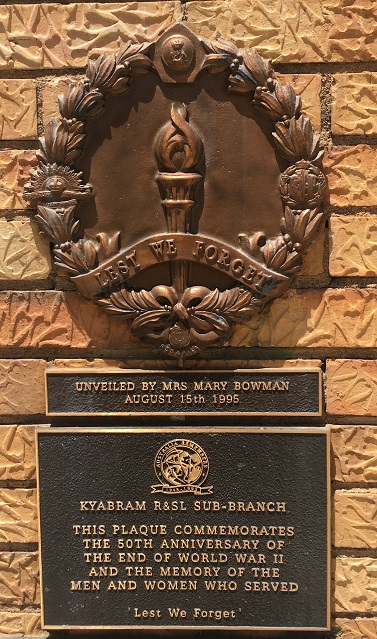 LEST WE FORGET
UNVEILED BY MRS MARY BOWMAN
AUGUST 15th 1995
AUSTRALIA REMEMBERS
KYABRAM R&SL SUB-BRANCH
THIS PLAQUE COMMEMORATES
THE 50TH ANNIVERSARY OF
THE END OF WORLD WAR II
AND THE MEMORY OF THE
MEN AND WOMEN WHO SERVED
'Lest We Forget'